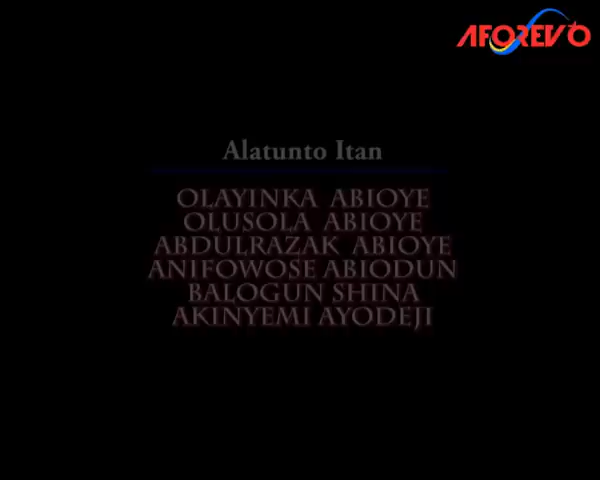 AFOREVO
Alatunto Itan
OLAYINKA ABIOYE
OLUSOLA ABIOYE
ABDULRAZAK ABIOYE
ANIFOWOSE ABIODUN
BALOGUN SHINA
AKINYEMI AYODEJI